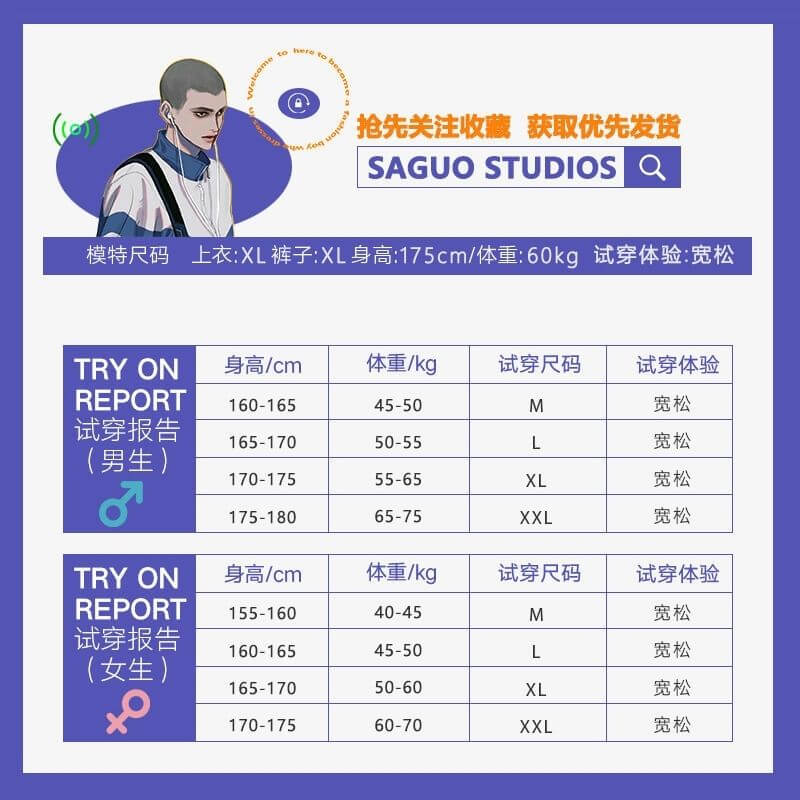 Welcome to here to become a fashion boy who dresses in
抢先关注收藏 获取优先发货
SAGUO STUDIOS
模特尺码 上衣:XL 裤子:XL 身高:175cm/体重:60kg 试穿体验:宽松
TRY ON
REPORT
试穿报告
(男生)
身高/cm 体重/kg 试穿尺码 试穿体验
160-165 45-50 M 宽松
165-170 50-55 L 宽松
170-175 55-65 XL 宽松
175-180 65-75 XXL 宽松
TRY ON
REPORT
试穿报告
(女生)
身高/cm 体重/kg 试穿尺码 试穿体验
155-160 40-45 M 宽松
160-165 45-50 L 宽松
165-170 50-60 XL 宽松
170-175 60-70 XXL 宽松